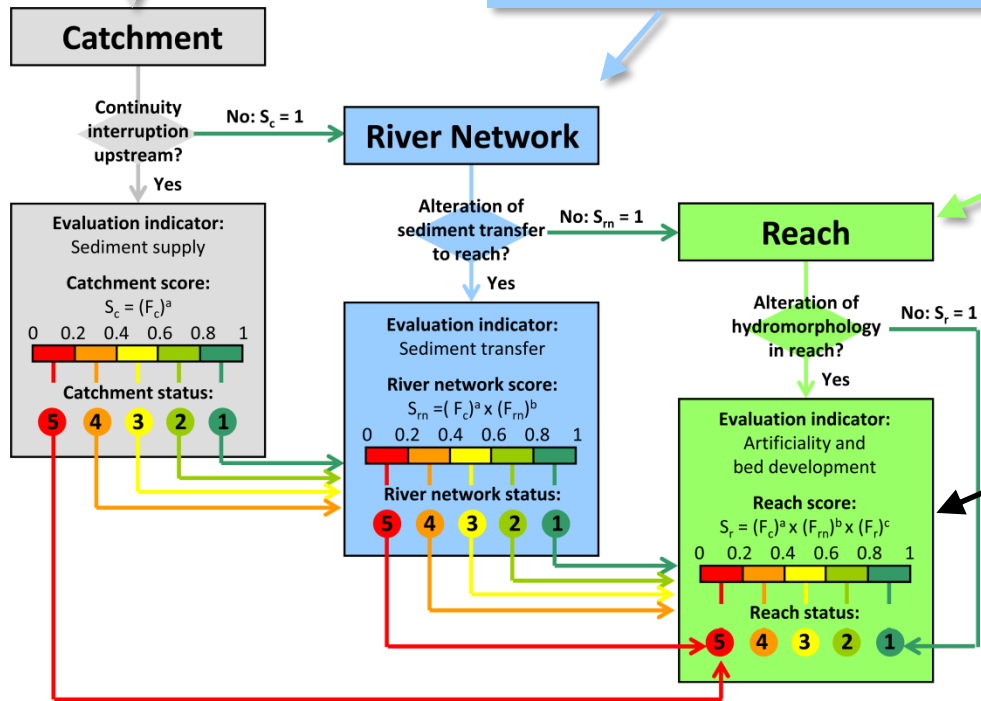 Catchment
Continuity
interruption
upstream?
No: S_c = 1
Yes
Evaluation indicator:
Sediment supply
Catchment score:
S_c = (F_c)^a
0 0.2 0.4 0.6 0.8 1
Catchment status:
5 4 3 2 1
River Network
Alteration of
sediment transfer
to reach?
No: S_rn = 1
Yes
Evaluation indicator:
Sediment transfer
River network score:
S_rn =( F_c)^a x (F_rn)^b
0 0.2 0.4 0.6 0.8 1
River network status:
5 4 3 2 1
Reach
Alteration of
hydromorphology
in reach?
No: S_r = 1
Yes
Evaluation indicator:
Artificiality and
bed development
Reach score:
S_r = (F_c)^a x (F_rn)^b x (F_r)^c
0 0.2 0.4 0.6 0.8 1
Reach status:
5 4 3 2 1